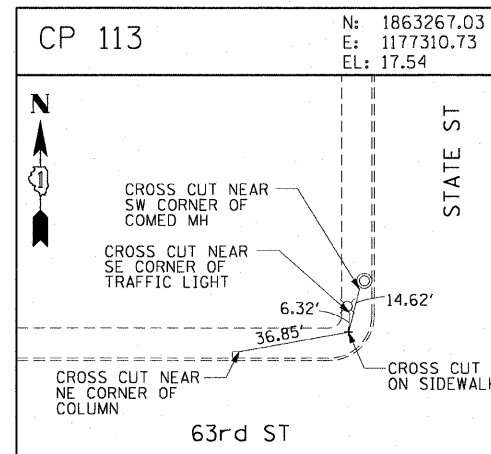 CP 113
N: 1863267.03
E: 1177310.73
EL: 17.54
N
1
STATE ST
CROSS CUT NEAR
SW CORNER OF
COMED MH
CROSS CUT NEAR
SE CORNER OF
TRAFFIC LIGHT
6.32'
14.62'
36.85'
CROSS CUT NEAR
NE CORNER OF
COLUMN
CROSS CUT
ON SIDEWALK
63rd ST